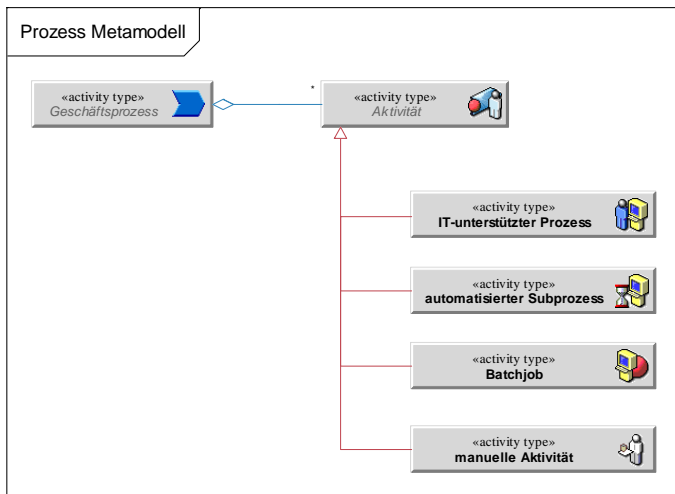 Prozess Metamodell
«activity type»
Geschäftsprozess
*
«activity type»
Aktivität
«activity type»
IT-unterstützter Prozess
«activity type»
automatisierter Subprozess
«activity type»
Batchjob
«activity type»
manuelle Aktivität